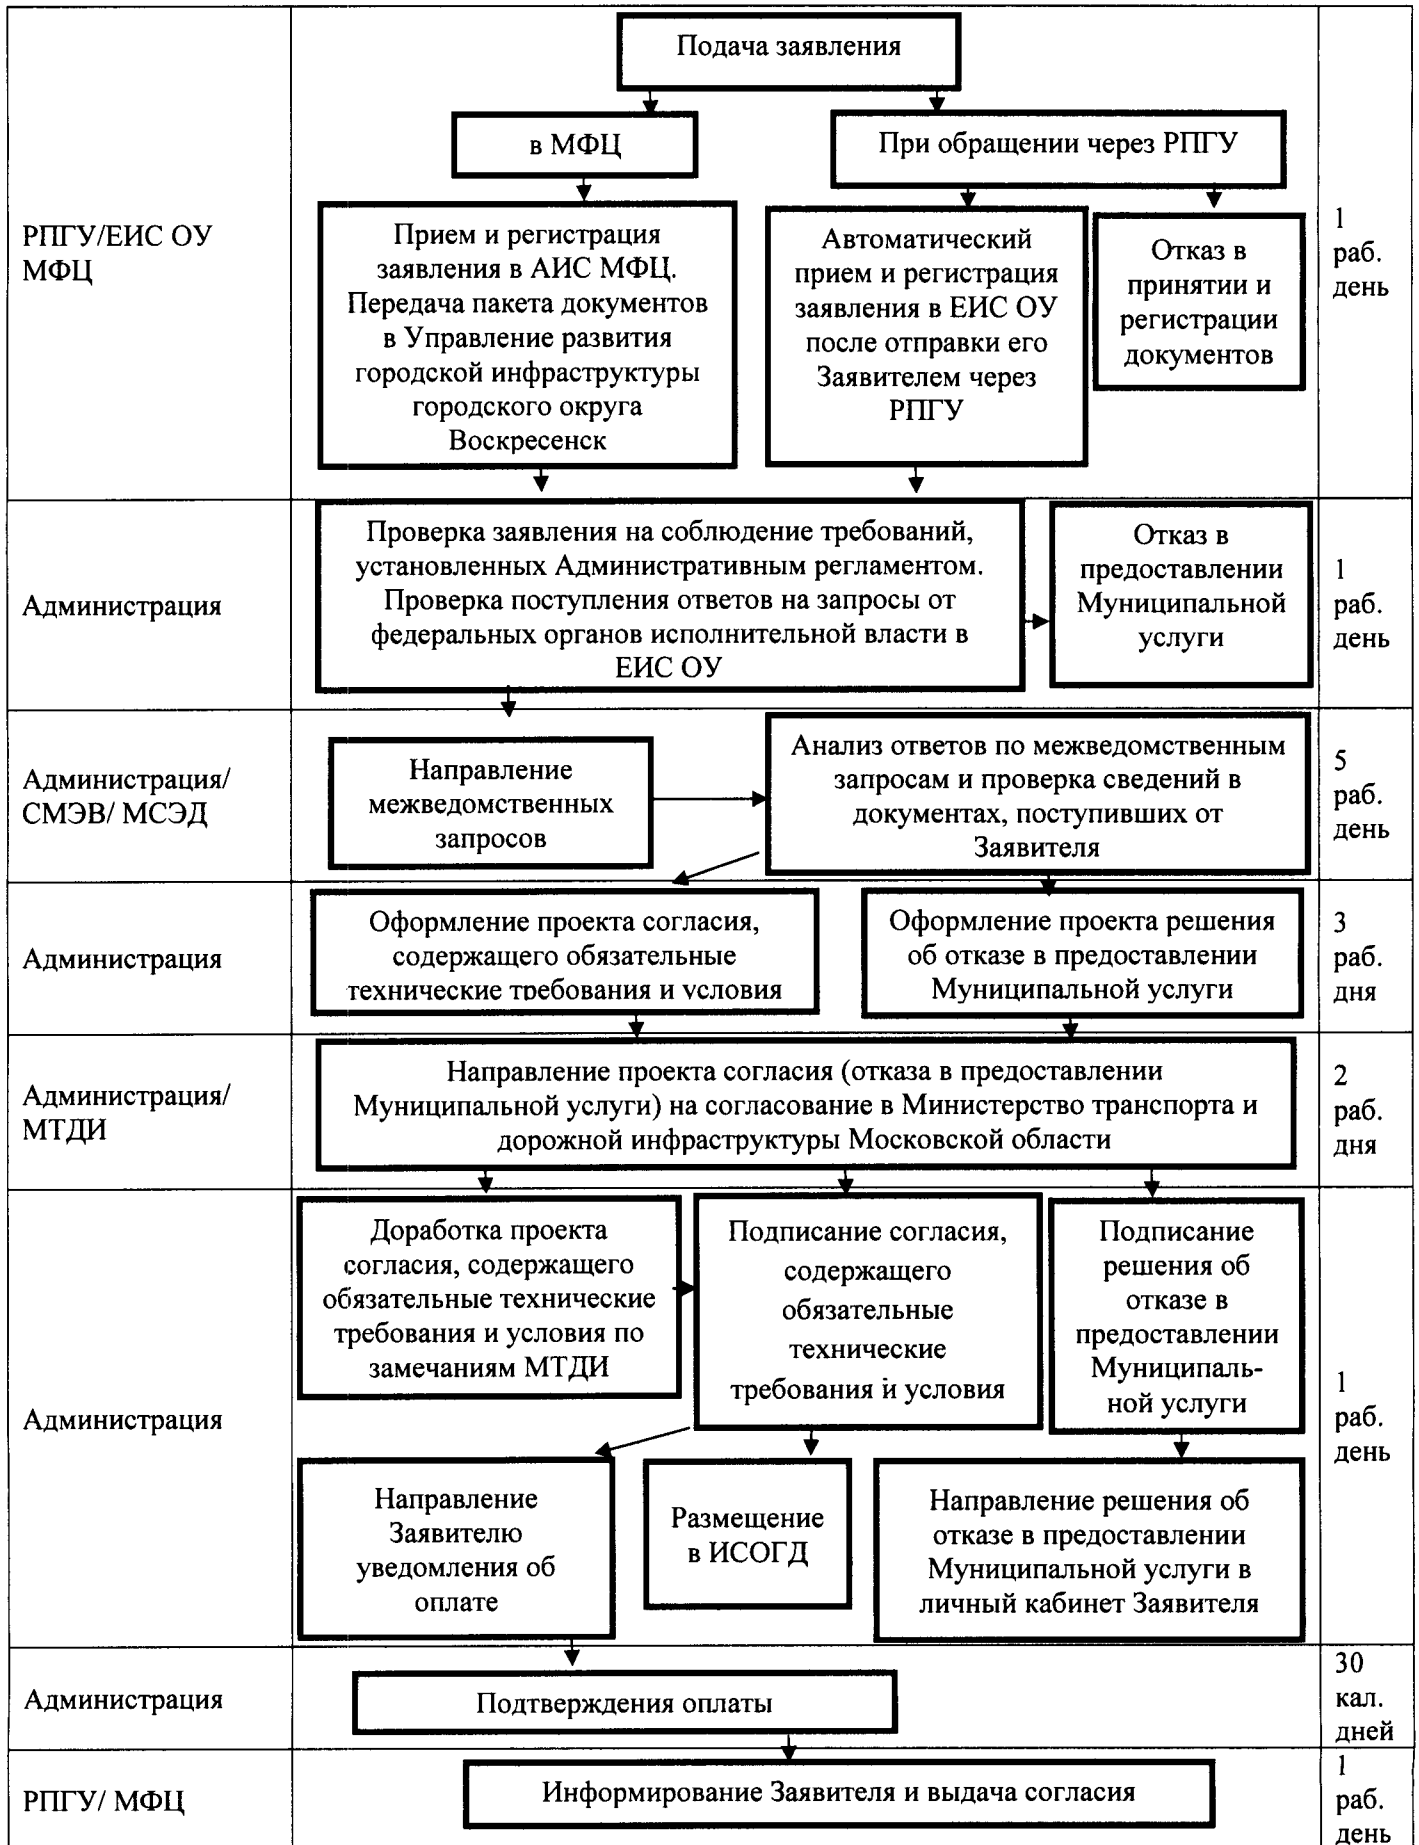 Подача заявления
в МФЦ
При обращении через РПГУ
РПГУ/ЕИС ОУ
МФЦ
Прием и регистрация
заявления в АИС МФЦ.
Передача пакета документов
в Управление развития
городской инфраструктуры
городского округа
Воскресенск
Автоматический
прием и регистрация
заявления в ЕИС ОУ
после отправки его
Заявителем через
РПГУ
Отказ в
принятии и
регистрации
документов
1
раб.
день
Администрация
Проверка заявления на соблюдение требований,
установленных Административным регламентом.
Проверка поступления ответов на запросы от
федеральных органов исполнительной власти в
ЕИС ОУ
Отказ в
предоставлении
Муниципальной
услуги
1
раб.
день
Администрация/
СМЭВ/ МСЭД
Направление
межведомственных
запросов
Анализ ответов по межведомственным
запросам и проверка сведений в
документах, поступивших от
Заявителя
5
раб.
день
Администрация
Оформление проекта согласия,
содержащего обязательные
технические требования и условия
Оформление проекта решения
об отказе в предоставлении
Муниципальной услуги
3
раб.
дня
Администрация/
МТДИ
Направление проекта согласия (отказа в предоставлении
Муниципальной услуги) на согласование в Министерство транспорта и
дорожной инфраструктуры Московской области
2
раб.
дня
Администрация
Доработка проекта
согласия, содержащего
обязательные технические
требования и условия по
замечаниям МТДИ
Подписание согласия,
содержащего
обязательные
технические
требования и условия
Подписание
решения об
отказе в
предоставлении
Муниципаль-
ной услуги
Направление
Заявителю
уведомления об
оплате
Размещение
в ИСОГД
Направление решения об
отказе в предоставлении
Муниципальной услуги в
личный кабинет Заявителя
1
раб.
день
Администрация
Подтверждения оплаты
30
кал.
дней
РПГУ/ МФЦ
Информирование Заявителя и выдача согласия
1
раб.
день